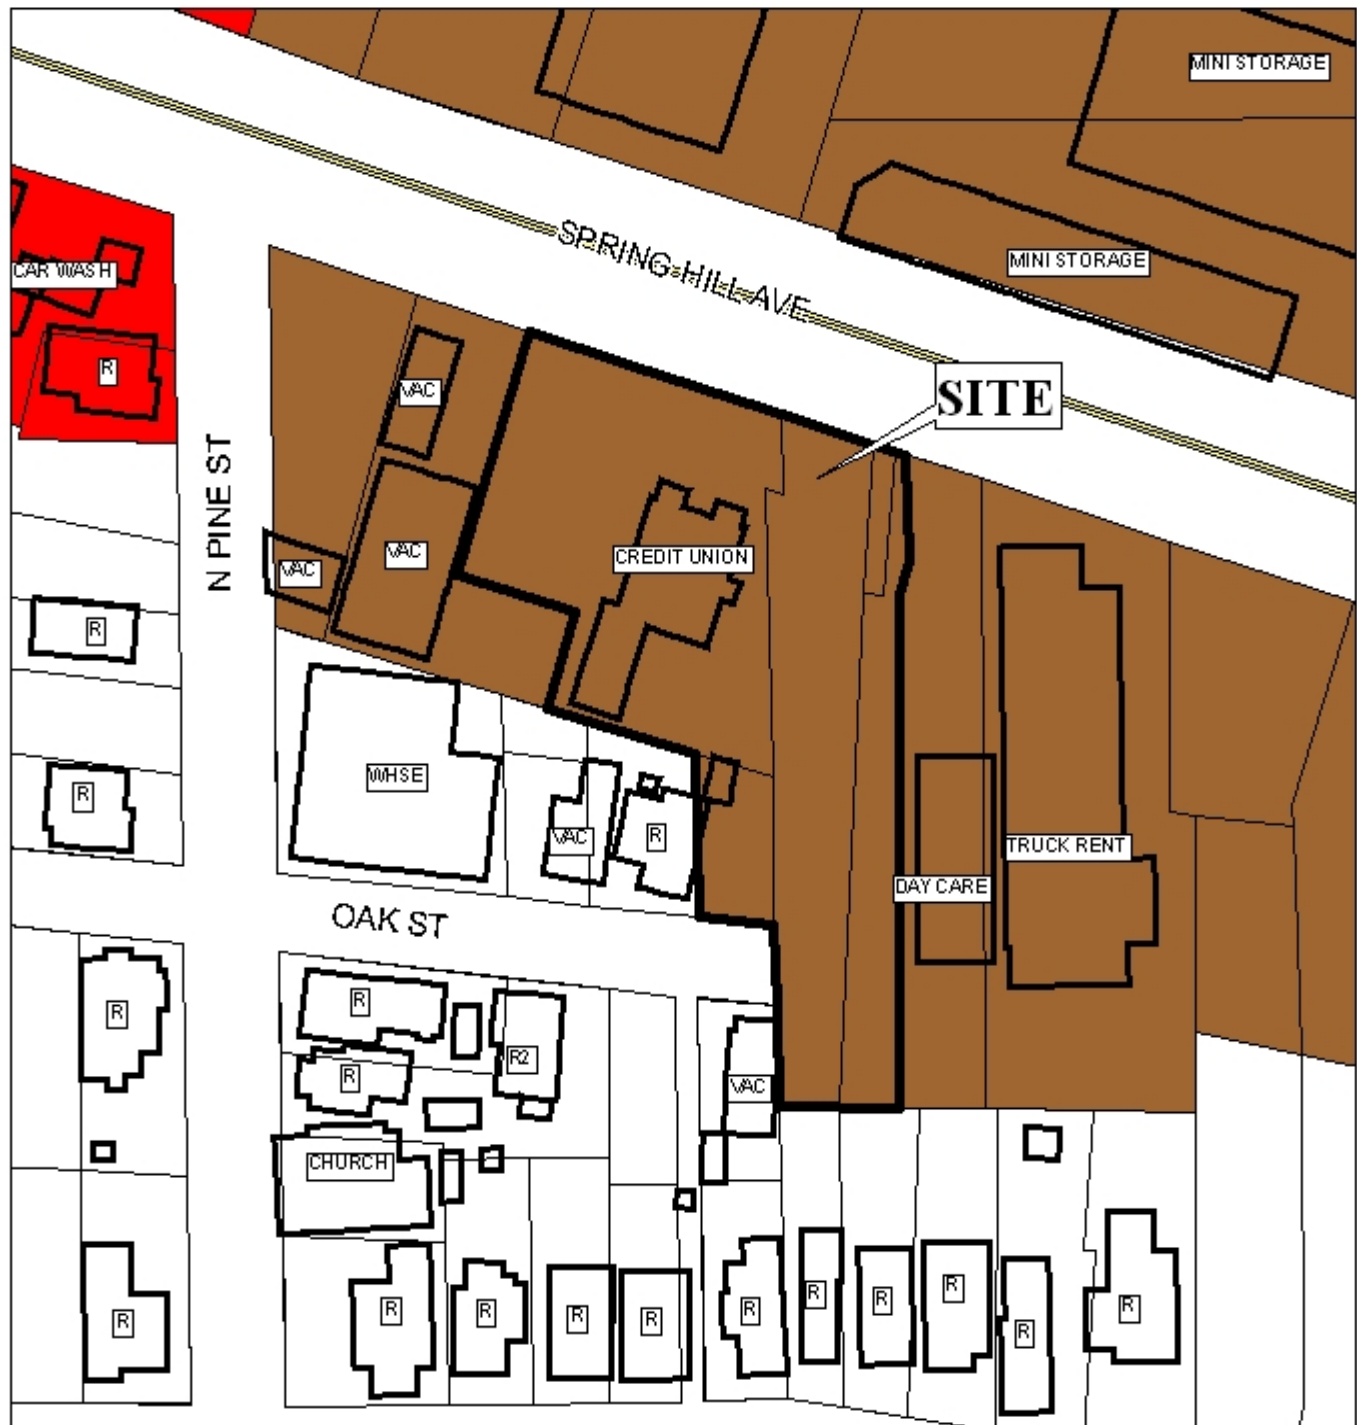 MINI STORAGE
SPRING HILL AVE
MINI STORAGE
CAR WASH
R
VAC
SITE
N PINE ST
VAC
CREDIT UNION
VAC
R
WHSE
R
VAC
R
TRUCK RENT
DAY CARE
OAK ST
R
R
R2
R
VAC
CHURCH
R
R
R
R
R
R
R
R
R
R
R